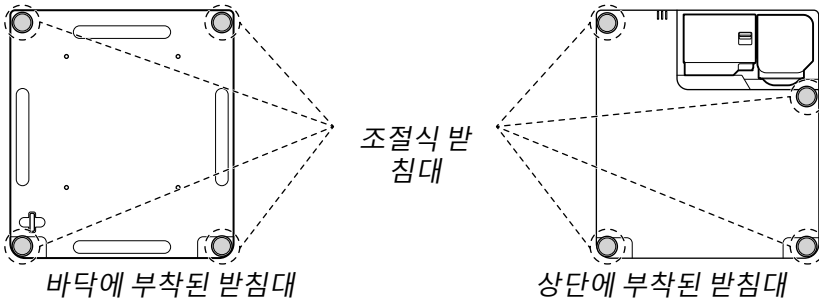 조절식 받
침대
바닥에 부착된 받침대
상단에 부착된 받침대